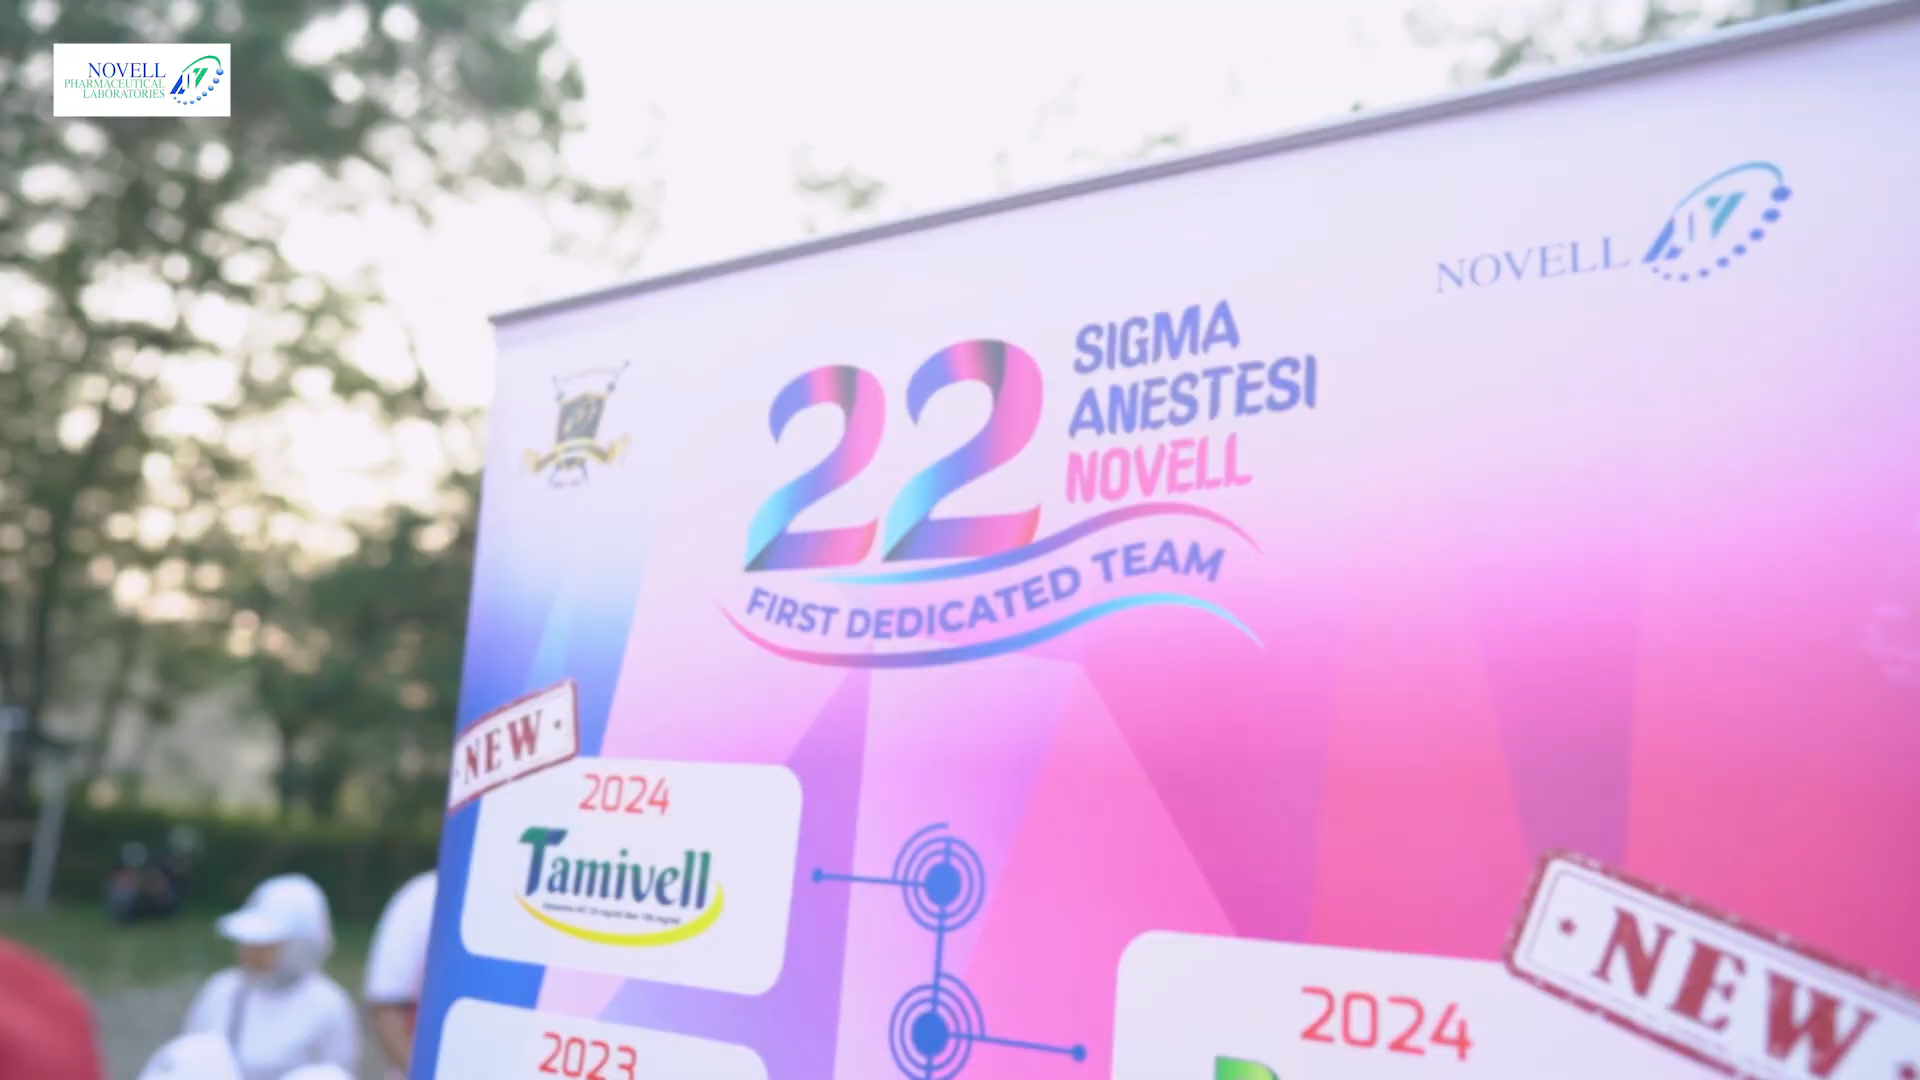 NOVELL
PHARMACEUTICAL
LABORATORIES
NOVELL
22
SIGMA
ANESTESI
NOVELL
FIRST DEDICATED TEAM
NEW
2024
Tamivell
NEW
2024
2023